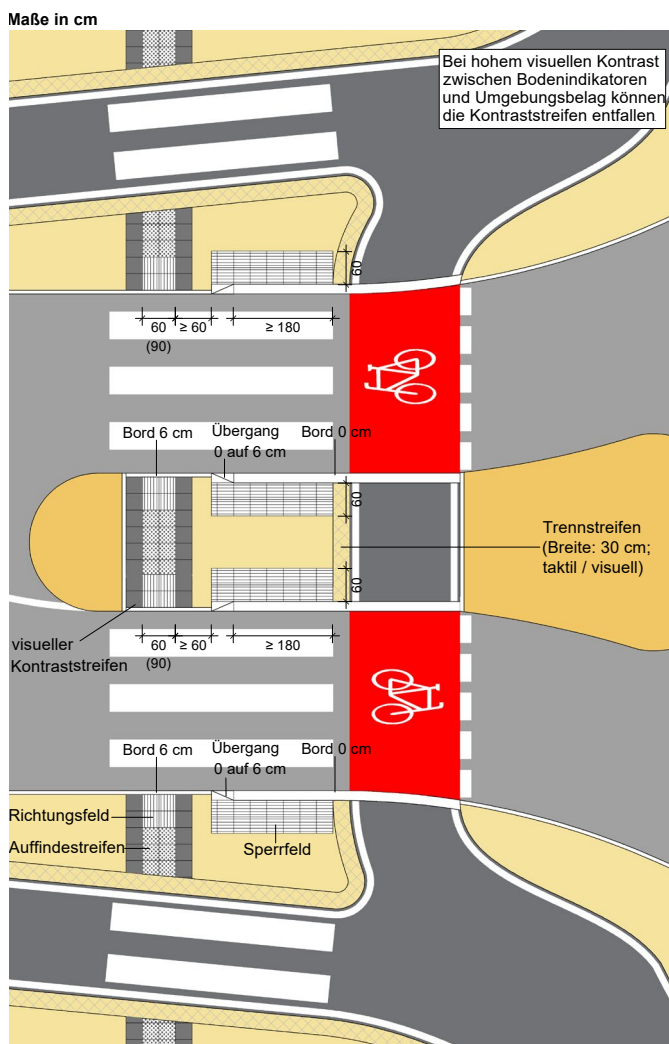 Maße in cm
Bei hohem visuellen Kontrast
zwischen Bodenindikatoren
und Umgebungsbelag können
die Kontraststreifen entfallen.
60
60 ≥ 60 ≥ 180
(90)
Bord 6 cm Übergang Bord 0 cm
0 auf 6 cm
60
Trennstreifen
(Breite: 30 cm;
taktil / visuell)
60
visueller
Kontraststreifen
60 ≥ 60 ≥ 180
(90)
Bord 6 cm Übergang Bord 0 cm
0 auf 6 cm
Richtungsfeld
Auffindestreifen
Sperrfeld